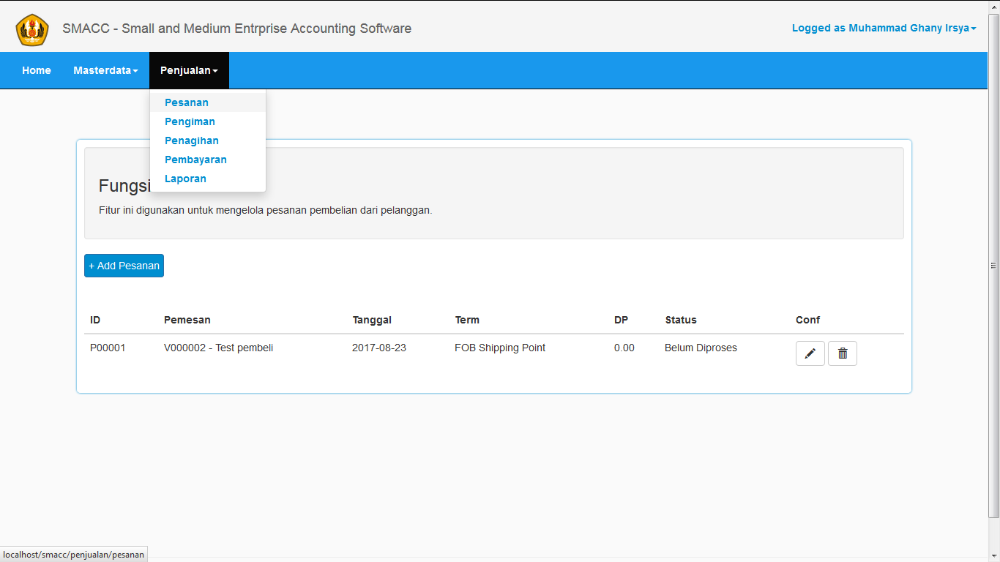 SMACC - Small and Medium Entrprise Accounting Software
Logged as Muhammad Ghany Irsya
Home Masterdata Penjualan
Pesanan
Pengiman
Penagihan
Pembayaran
Laporan
Fungsi
Fitur ini digunakan untuk mengelola pesanan pembelian dari pelanggan.
+ Add Pesanan
ID Pemesan Tanggal Term DP Status Conf
P00001 V000002 - Test pembeli 2017-08-23 FOB Shipping Point 0.00 Belum Diproses
localhost/smacc/penjualan/pesanan